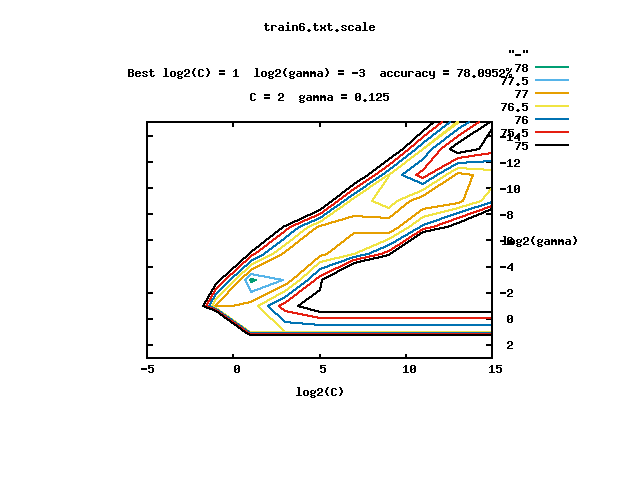 train6.txt.scale
"-"
Best log2(C) = 1  log2(gamma) = -3  accuracy = 78.0952%
78
77.5
C = 2  gamma = 0.125
77
76.5
76
75.5
75
-14
-12
-10
-8
-6
log2(gamma)
-4
-2
0
2
-5 0 5 10 15
log2(C)